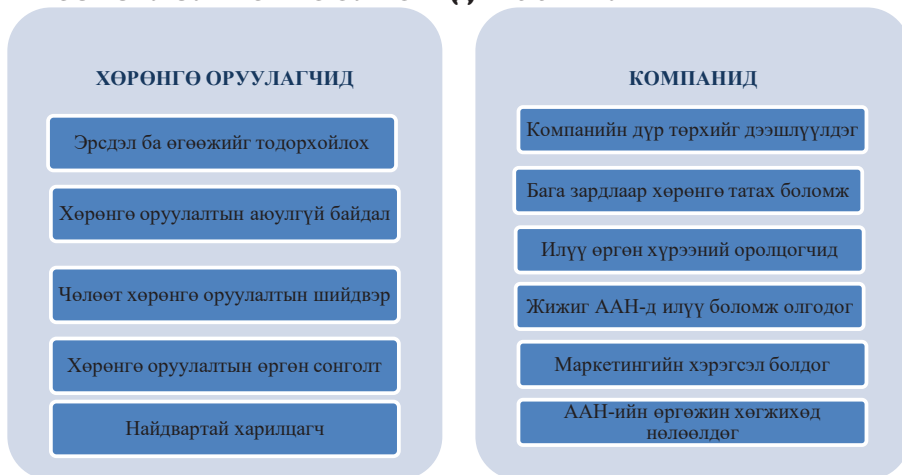 ХӨРӨНГӨ ОРУУЛАГЧИД
Эрсдэл ба өгөөжийг тодорхойлох
Хөрөнгө оруулалтын аюулгүй байдал
Чөлөөт хөрөнгө оруулалтын шийдвэр
Хөрөнгө оруулалтын өргөн сонголт
Найдвартай харилцагч
КОМПАНИД
Компанийн дүр төрхийг дээшлүүлдэг
Бага зардлаар хөрөнгө татах боломж
Илүү өргөн хүрээний оролцогчид
Жижиг ААН-д илүү боломж олгодог
Маркетингийн хэрэгсэл болдог
ААН-ийн өргөжин хөгжихөд
нөлөөлдөг